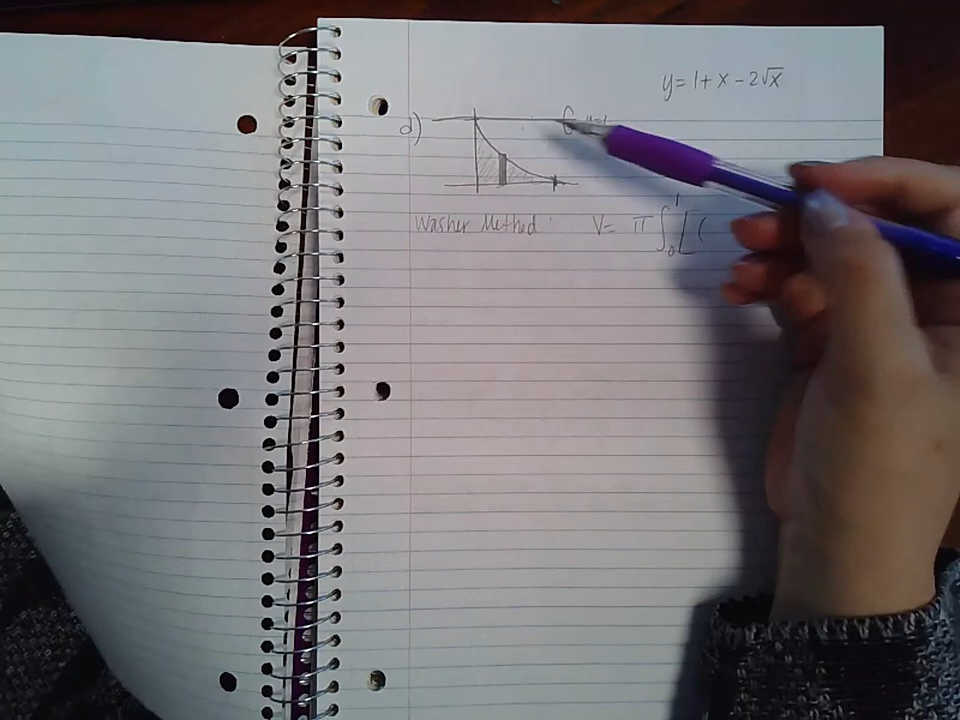 y = 1 + x - 2√x
d)
Washer Method : V = π ∫₀¹ [ (